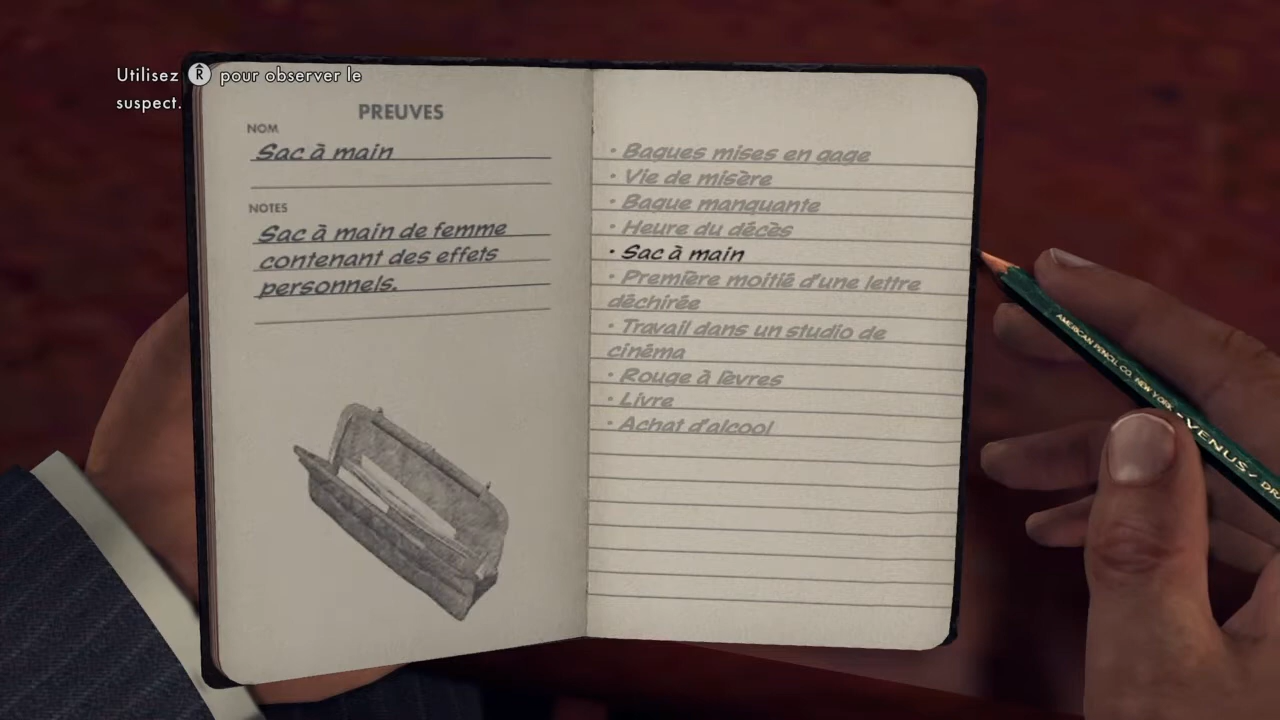 Utilisez R pour observer le
suspect.
PREUVES
NOM
Sac à main
NOTES
Sac à main de femme
contenant des effets
personnels.
• Bagues mises en gage
• Vie de misère
• Bague manquante
• Heure du décès
• Sac à main
• Première moitié d'une lettre
déchirée
• Travail dans un studio de
cinéma
• Rouge à lèvres
• Livre
• Achat d'alcool
AMERICAN PENCIL CO. NEW YORK VENUS